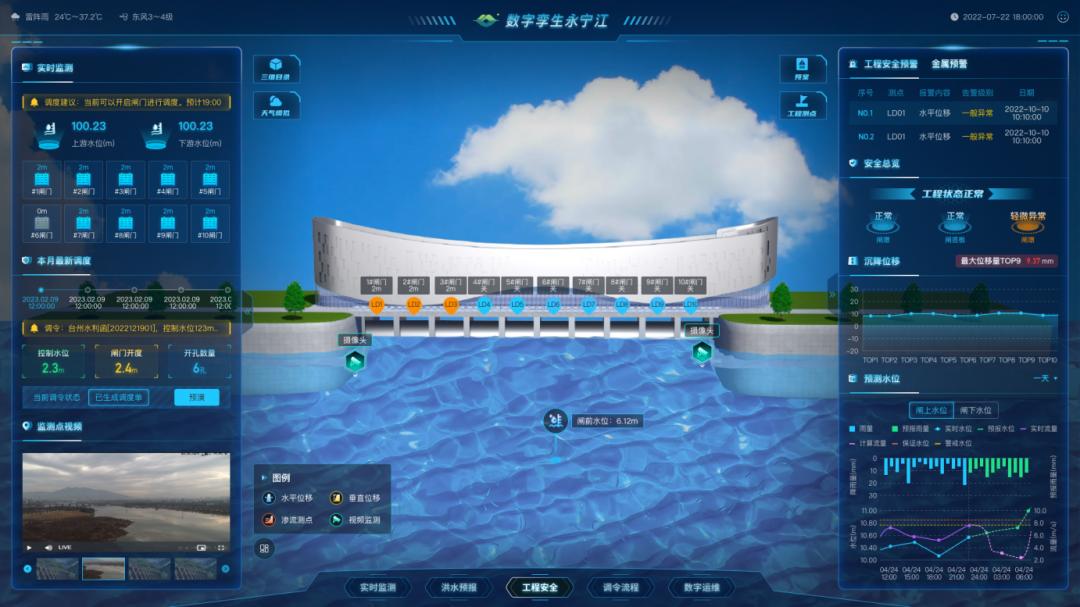 雷阵雨 24℃~37.2℃ 东风3~4级
数字孪生永宁江
2022-07-22 18:00:00
实时监测
调度建议：当前可以开启闸门进行调度。预计19:00
100.23
上游水位(m)
100.23
下游水位(m)
2m 2m 2m 2m 2m
#1闸门 #2闸门 #3闸门 #4闸门 #5闸门
0m 2m 2m 2m 2m
#6闸门 #7闸门 #8闸门 #9闸门 #10闸门
本月最新调度
2023.02.09 2023.02.09 2023.02.09 2023.02.09 2023.0
12:00:00 12:00:00 12:00:00 12:00:00 12:0
调令：台州水利函[2022121901]，控制水位123m...
控制水位 闸门开度 开孔数量
2.3m 2.4m 6孔
当前调令状态 已生成调度单 预演
监测点视频
LIVE
三维目录
天气模拟
预案
工程测点
1#闸门 2#闸门 3#闸门 4#闸门 5#闸门 6#闸门 7#闸门 8#闸门 9#闸门 10#闸门
2m 2m 2m 关 关 关 关 关 关 关
LD1 LD2 LD3 LD4 LD5 LD6 LD7 LD8 LD9 LD10
摄像头
摄像头
闸前水位：6.12m
图例
水平位移 垂直位移
渗流测点 视频监测
实时监测 洪水预报 工程安全 调令流程 数字运维
工程安全预警 金属预警
序号 测点 报警内容 告警级别 日期
NO.1 LD01 水平位移 一般异常 2022-10-10 10:10:00
NO.2 LD01 水平位移 一般异常 2022-10-10 10:10:00
安全总览
工程状态正常
正常 正常 轻微异常
沉降位移
最大位移量TOP9 9.37 mm
30
20
10
0
-10
-20
TOP1 TOP2 TOP3 TOP4 TOP5 TOP6 TOP7 TOP8 TOP9 TOP10
预测水位
一天
闸上水位 闸下水位
雨量 预报雨量 实时水位 预报水位 实时流量
计算流量 保证水位 警戒水位
降雨量(mm)
预报雨量(mm)
0
10
20
30
水位(m)
流量(m/s)
11.00 10.0
10.80 8.0
10.60 6.0
10.40 4.0
10.00 2.0
04/24 04/24 04/24 04/24 04/24 04/24 04/24
12:00 15:00 18:00 21:00 24:00 03:00 06:00